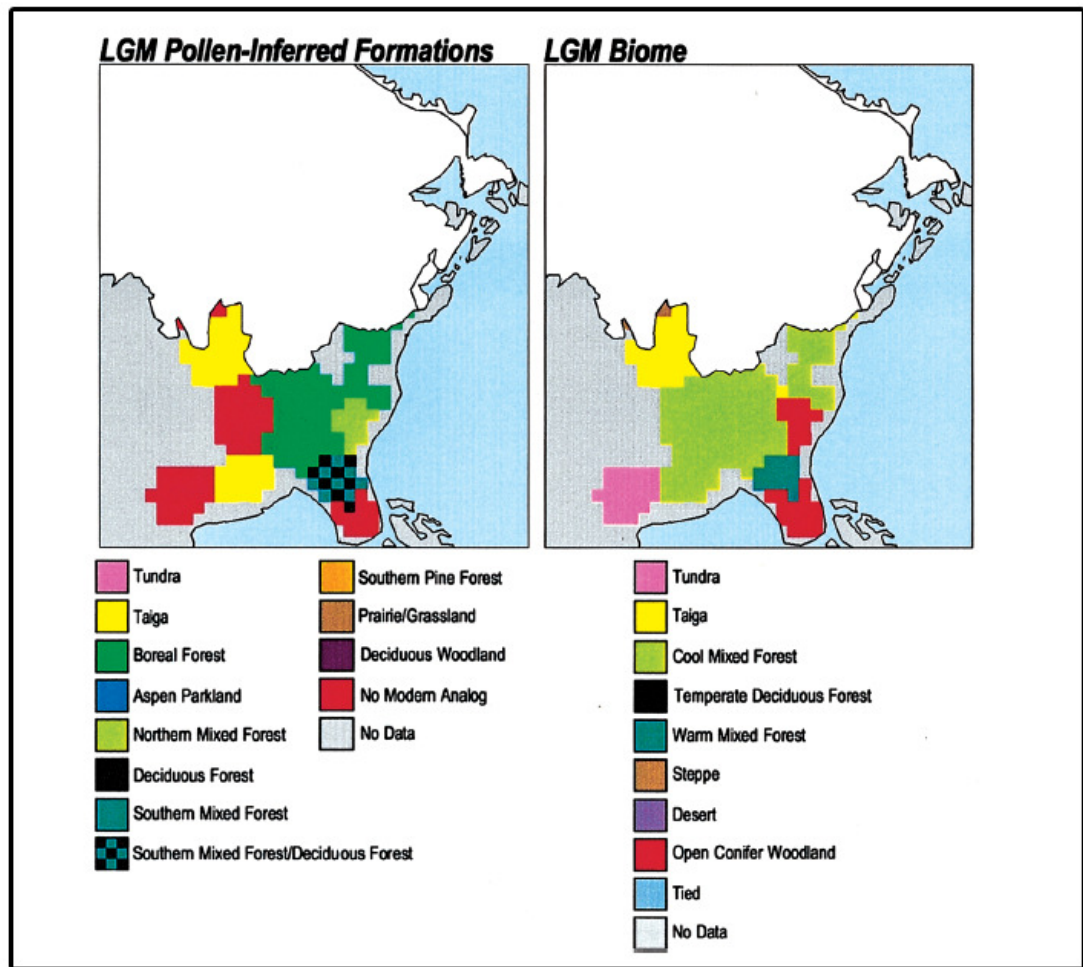 LGM Pollen-Inferred Formations
LGM Biome
Tundra
Taiga
Boreal Forest
Aspen Parkland
Northern Mixed Forest
Deciduous Forest
Southern Mixed Forest
Southern Mixed Forest/Deciduous Forest
Southern Pine Forest
Prairie/Grassland
Deciduous Woodland
No Modern Analog
No Data
Tundra
Taiga
Cool Mixed Forest
Temperate Deciduous Forest
Warm Mixed Forest
Steppe
Desert
Open Conifer Woodland
Tied
No Data